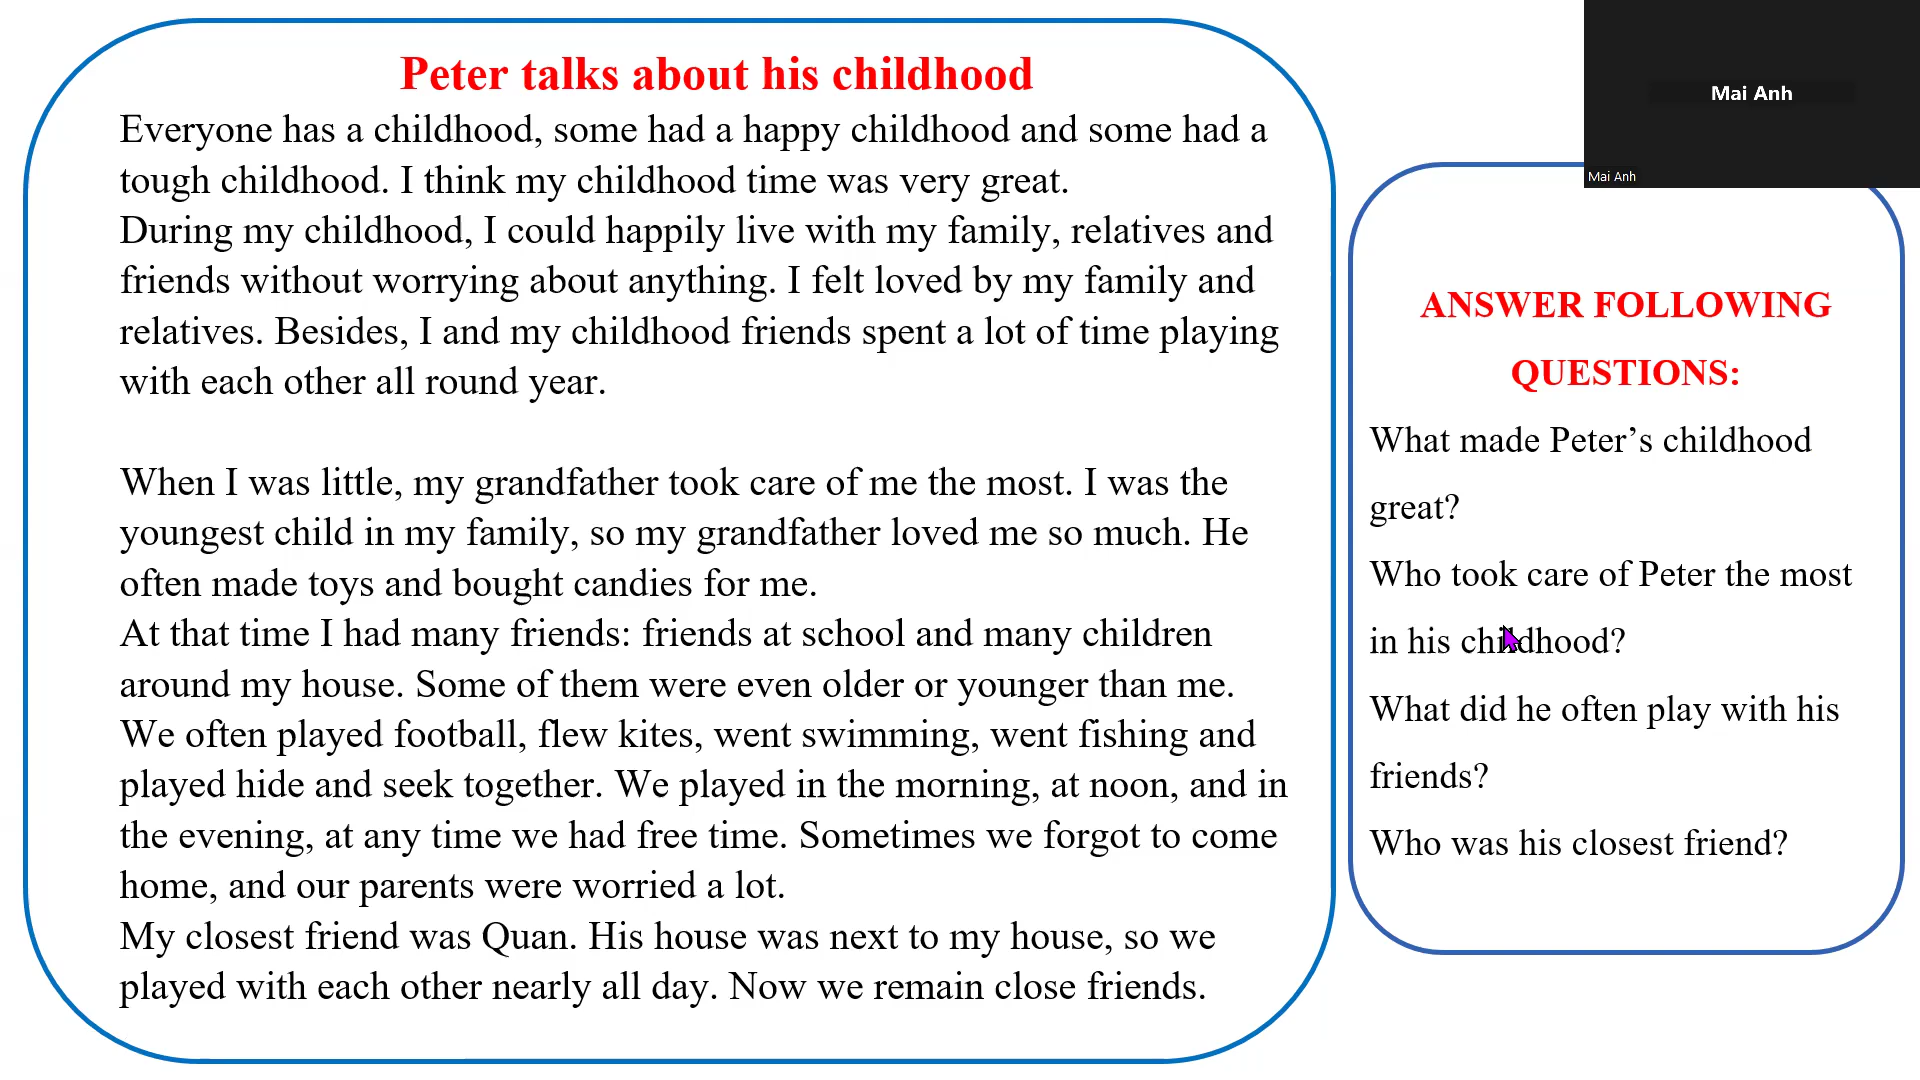 Peter talks about his childhood
Everyone has a childhood, some had a happy childhood and some had a
tough childhood. I think my childhood time was very great.
During my childhood, I could happily live with my family, relatives and
friends without worrying about anything. I felt loved by my family and
relatives. Besides, I and my childhood friends spent a lot of time playing
with each other all round year.
When I was little, my grandfather took care of me the most. I was the
youngest child in my family, so my grandfather loved me so much. He
often made toys and bought candies for me.
At that time I had many friends: friends at school and many children
around my house. Some of them were even older or younger than me.
We often played football, flew kites, went swimming, went fishing and
played hide and seek together. We played in the morning, at noon, and in
the evening, at any time we had free time. Sometimes we forgot to come
home, and our parents were worried a lot.
My closest friend was Quan. His house was next to my house, so we
played with each other nearly all day. Now we remain close friends.
Mai Anh
Mai Anh
ANSWER FOLLOWING
QUESTIONS:
What made Peter’s childhood
great?
Who took care of Peter the most
in his childhood?
What did he often play with his
friends?
Who was his closest friend?